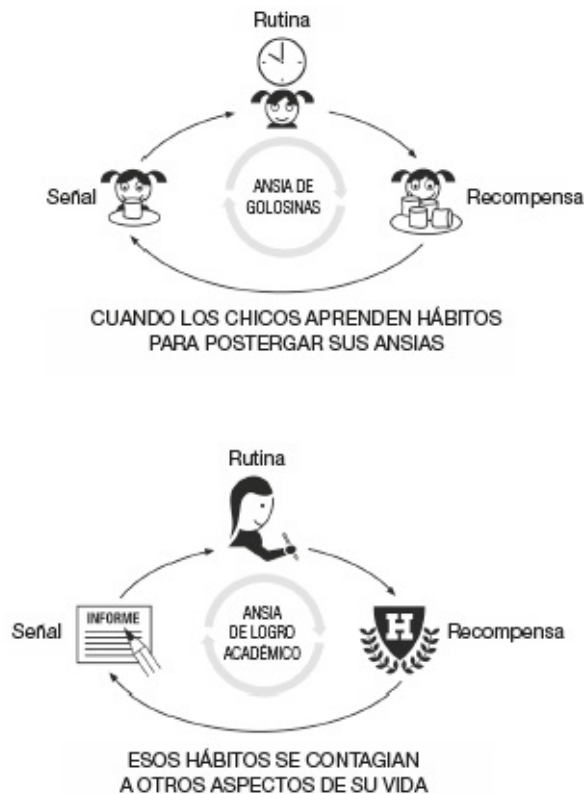 Rutina
Señal
ANSIA DE
GOLOSINAS
Recompensa
CUANDO LOS CHICOS APRENDEN HÁBITOS
PARA POSTERGAR SUS ANSIAS
Rutina
Señal
INFORME
ANSIA
DE LOGRO
ACADÉMICO
H
Recompensa
ESOS HÁBITOS SE CONTAGIAN
A OTROS ASPECTOS DE SU VIDA